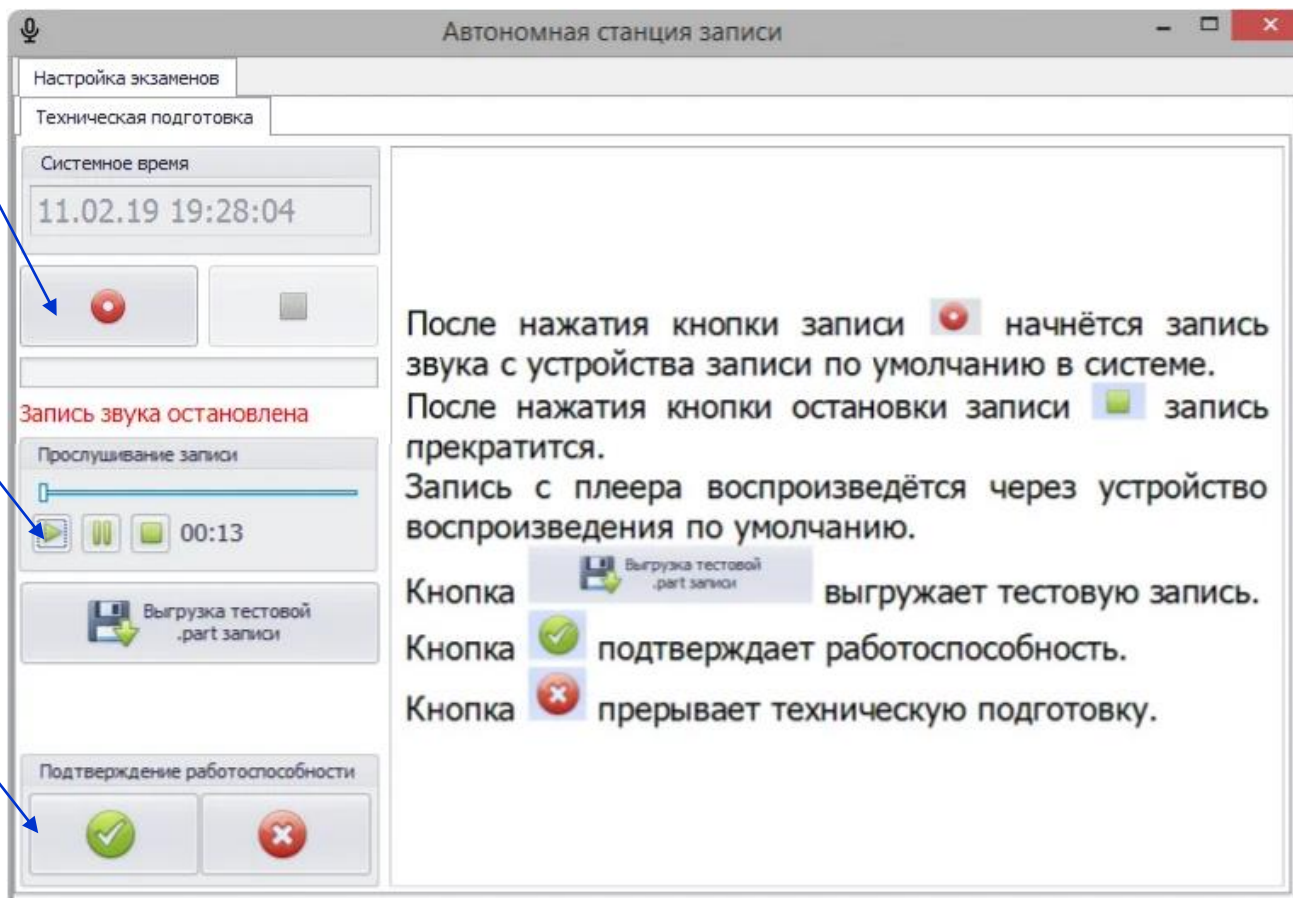 Автономная станция записи
Настройка экзаменов
Техническая подготовка
Системное время
11.02.19 19:28:04
Запись звука остановлена
Прослушивание записи
00:13
Выгрузка тестовой
.part записи
Подтверждение работоспособности
После нажатия кнопки записи начнётся запись
звука с устройства записи по умолчанию в системе.
После нажатия кнопки остановки записи запись
прекратится.
Запись с плеера воспроизведётся через устройство
воспроизведения по умолчанию.
Кнопка Выгрузка тестовой .part записи выгружает тестовую запись.
Кнопка подтверждает работоспособность.
Кнопка прерывает техническую подготовку.